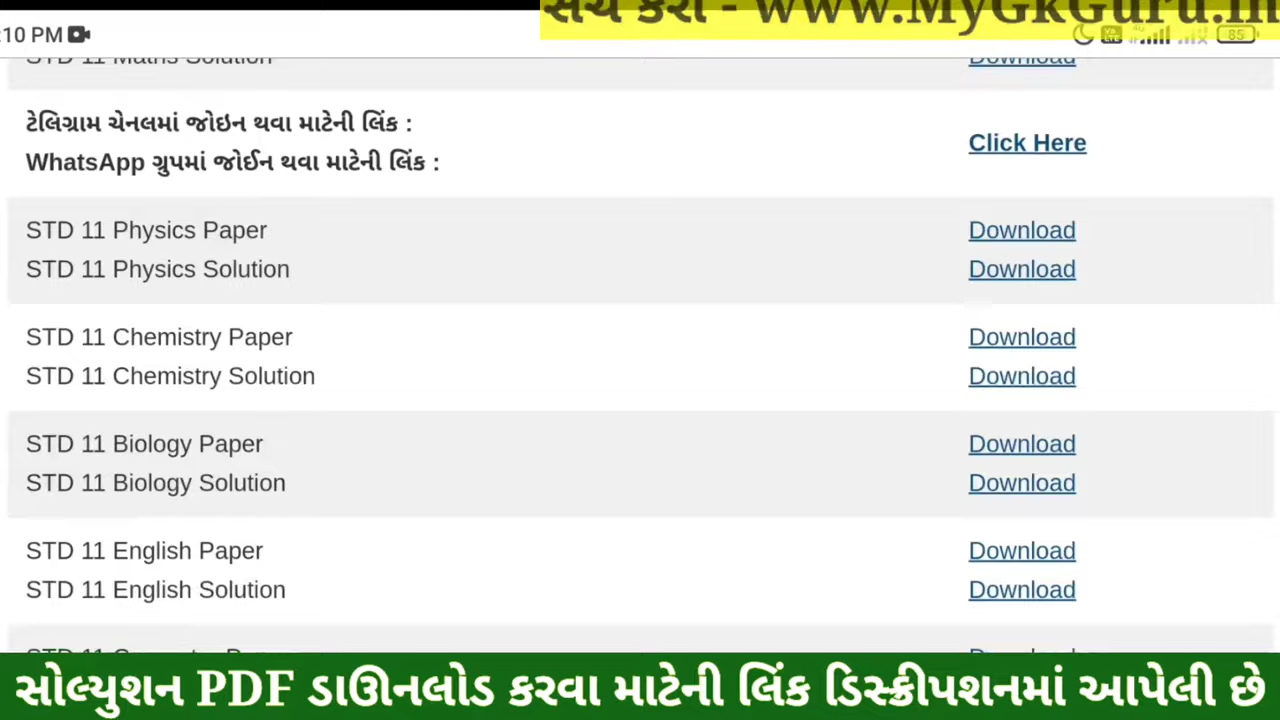 સર્ચ કરો - www.MyGkGuru.in
:10 PM
85
STD 11 Maths Solution Download
ટેલિગ્રામ ચેનલમાં જોઇન થવા માટેની લિંક :
WhatsApp ગ્રુપમાં જોઈન થવા માટેની લિંક :
Click Here
STD 11 Physics Paper Download
STD 11 Physics Solution Download
STD 11 Chemistry Paper Download
STD 11 Chemistry Solution Download
STD 11 Biology Paper Download
STD 11 Biology Solution Download
STD 11 English Paper Download
STD 11 English Solution Download
સોલ્યુશન PDF ડાઊનલોડ કરવા માટેની લિંક ડિસ્ક્રીપશનમાં આપેલી છે